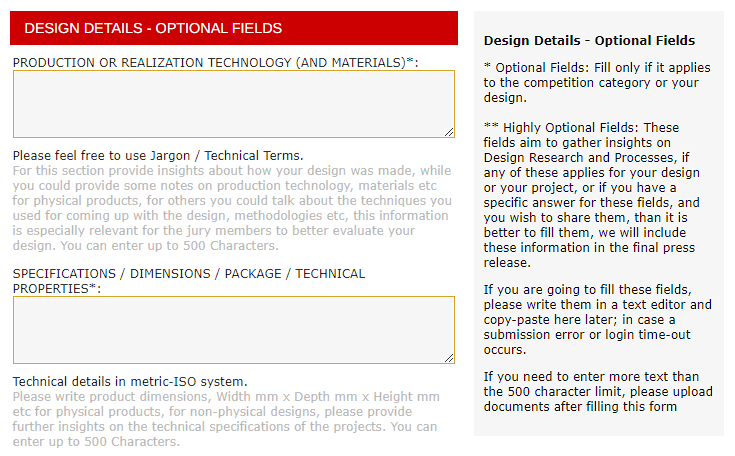 DESIGN DETAILS - OPTIONAL FIELDS
PRODUCTION OR REALIZATION TECHNOLOGY (AND MATERIALS)*:
Please feel free to use Jargon / Technical Terms.
For this section provide insights about how your design was made, while
you could provide some notes on production technology, materials etc
for physical products, for others you could talk about the techniques you
used for coming up with the design, methodologies etc, this information
is especially relevant for the jury members to better evaluate your
design. You can enter up to 500 Characters.
SPECIFICATIONS / DIMENSIONS / PACKAGE / TECHNICAL
PROPERTIES*:
Technical details in metric-ISO system.
Please write product dimensions, Width mm x Depth mm x Height mm
etc for physical products, for non-physical designs, please provide
further insights on the technical specifications of the projects. You can
enter up to 500 Characters.
Design Details - Optional Fields
* Optional Fields: Fill only if it applies
to the competition category or your
design.
** Highly Optional Fields: These
fields aim to gather insights on
Design Research and Processes, if
any of these applies for your design
or your project, or if you have a
specific answer for these fields, and
you wish to share them, than it is
better to fill them, we will include
these information in the final press
release.
If you are going to fill these fields,
please write them in a text editor and
copy-paste here later; in case a
submission error or login time-out
occurs.
If you need to enter more text than
the 500 character limit, please upload
documents after filling this form